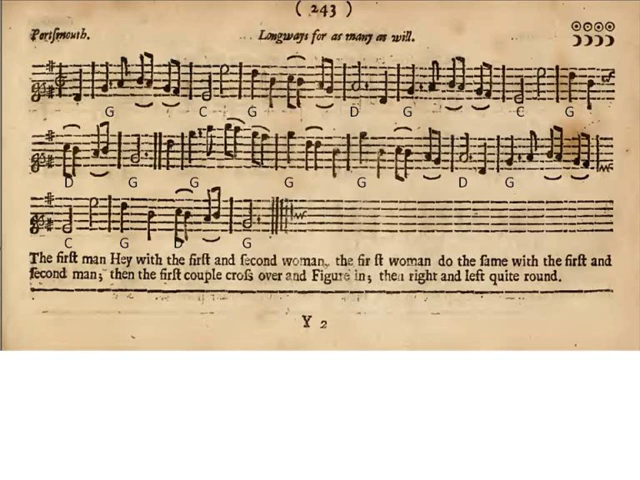 ( 243 )
Portſmouth.
Longways for as many as will.
G C G D G C G
D G G G G D G
C G D G
The firſt man Hey with the firſt and ſecond woman, the firſt woman do the ſame with the firſt and
ſecond man; then the firſt couple croſs over and Figure in; then right and left quite round.
Y 2